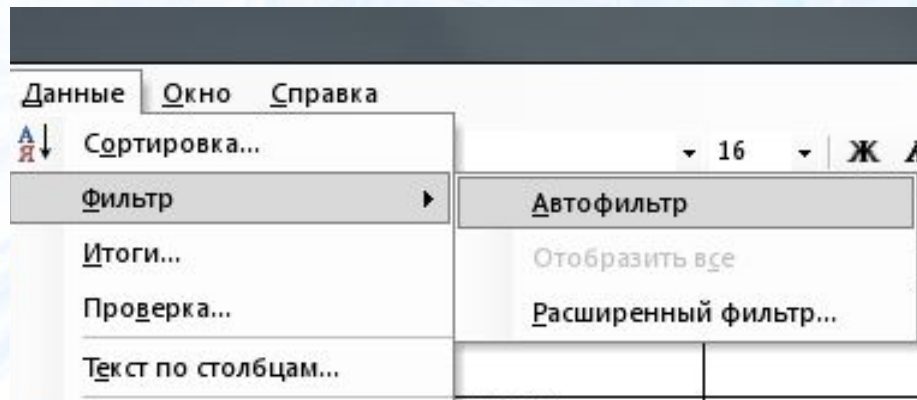 Данные Окно Справка
Сортировка...
16 Ж
Фильтр
Автофильтр
Итоги...
Отобразить все
Проверка...
Расширенный фильтр...
Текст по столбцам...